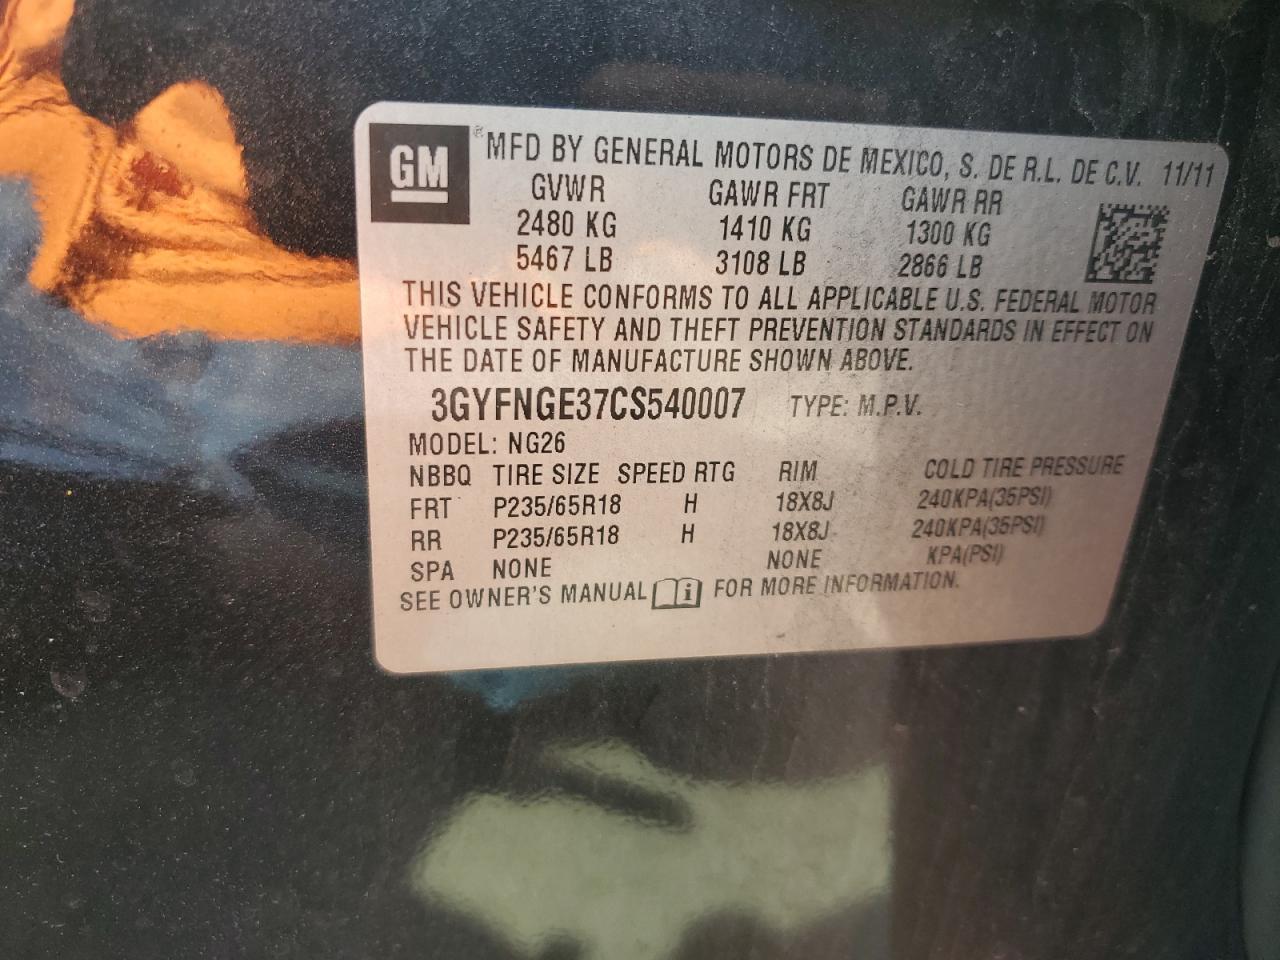 GM® MFD BY GENERAL MOTORS DE MEXICO, S. DE R.L. DE C.V. 11/11
GVWR GAWR FRT GAWR RR
2480 KG 1410 KG 1300 KG
5467 LB 3108 LB 2866 LB
THIS VEHICLE CONFORMS TO ALL APPLICABLE U.S. FEDERAL MOTOR
VEHICLE SAFETY AND THEFT PREVENTION STANDARDS IN EFFECT ON
THE DATE OF MANUFACTURE SHOWN ABOVE.
3GYFNGE37CS540007 TYPE: M.P.V.
MODEL: NG26
NBBQ TIRE SIZE SPEED RTG RIM COLD TIRE PRESSURE
FRT P235/65R18 H 18X8J 240KPA(35PSI)
RR P235/65R18 H 18X8J 240KPA(35PSI)
SPA NONE NONE KPA(PSI)
SEE OWNER'S MANUAL i FOR MORE INFORMATION.